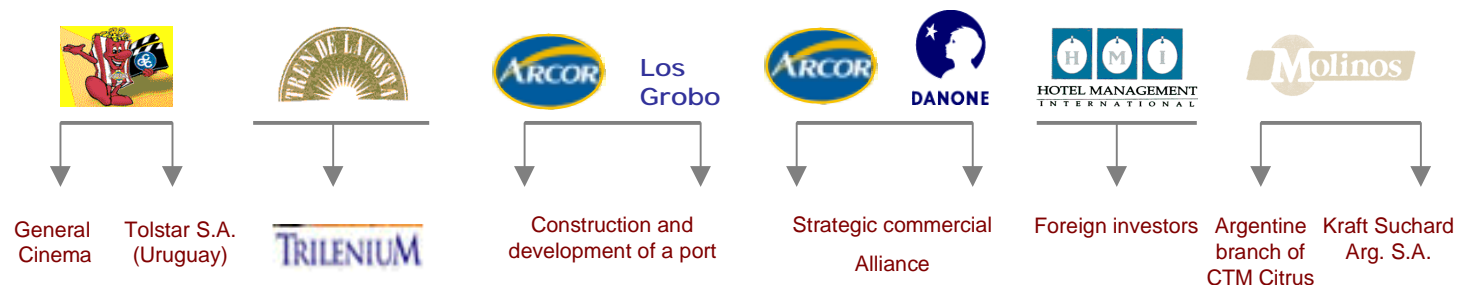 TREN DE LA COSTA
ARCOR
Los
Grobo
ARCOR
DANONE
H M I
HOTEL MANAGEMENT
INTERNATIONAL
Molinos
General
Cinema
Tolstar S.A.
(Uruguay)
TRILENIUM
Construction and
development of a port
Strategic commercial
Alliance
Foreign investors
Argentine
branch of
CTM Citrus
Kraft Suchard
Arg. S.A.